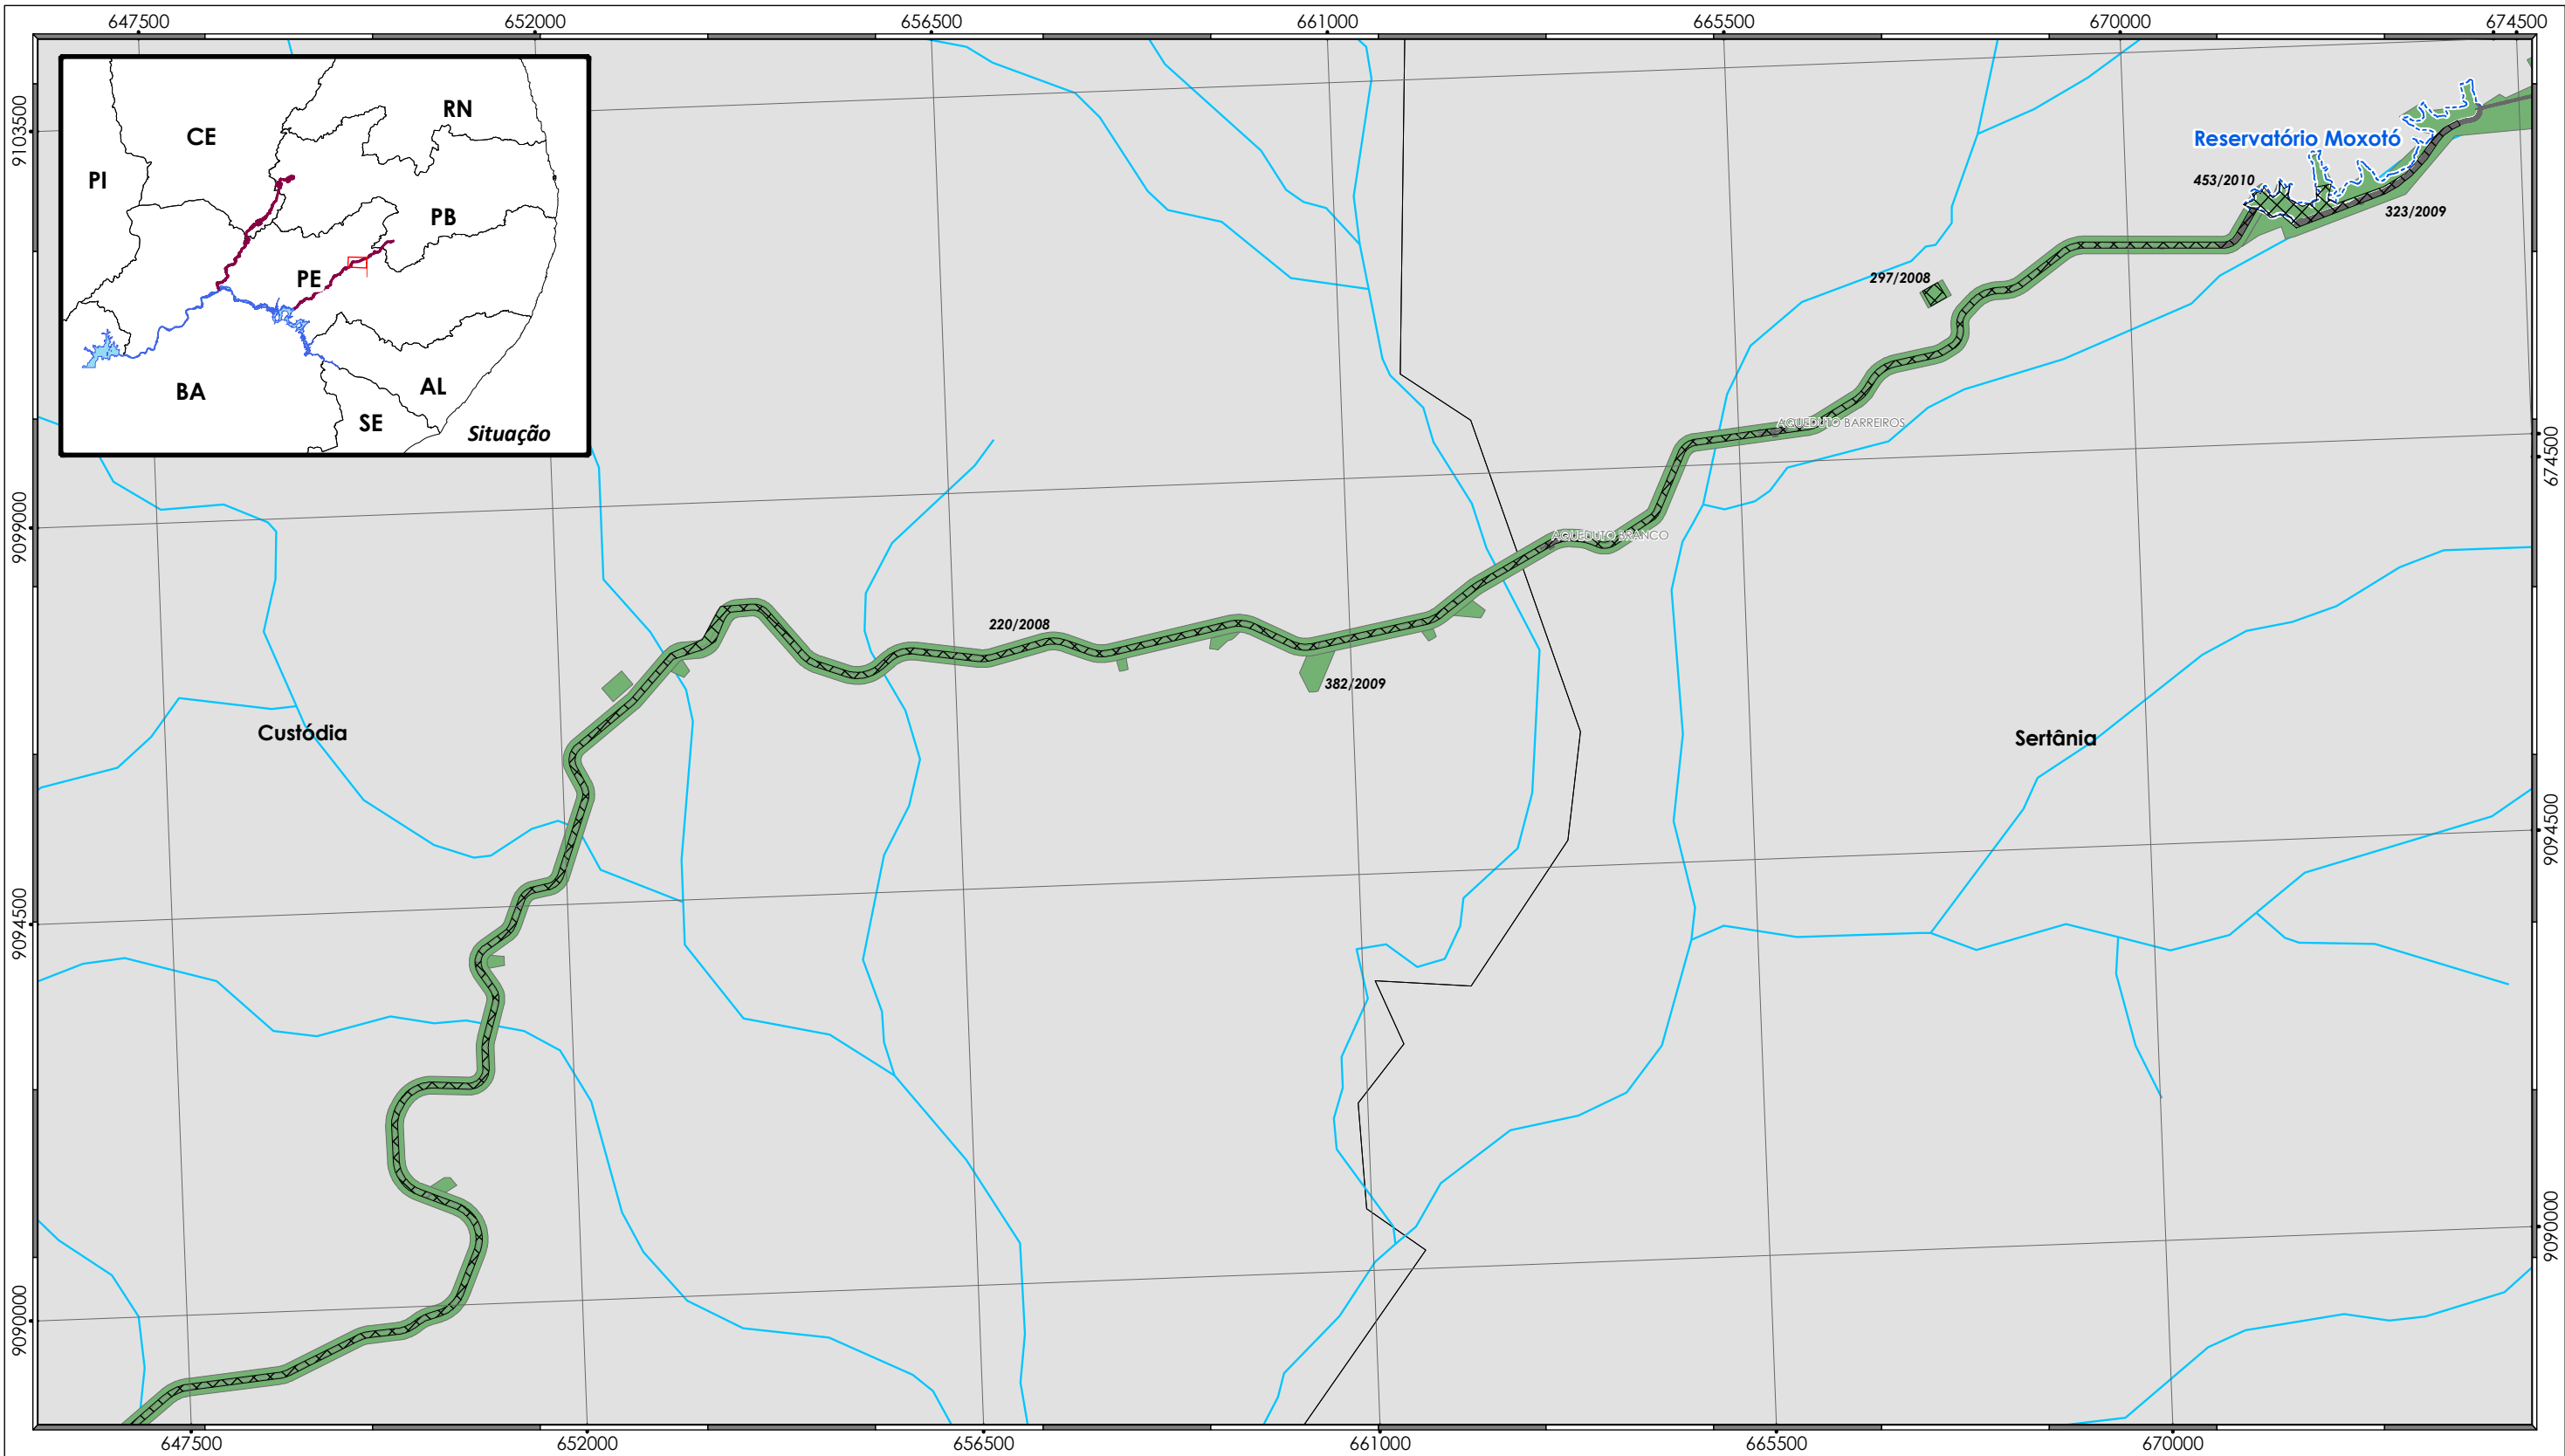 647500 652000 656500 661000 665500 670000 674500
9103500
9099000
9094500
9090000
CE
RN
PI
PB
PE
BA
AL
SE
Situação
Reservatório Moxotó
453/2010
323/2009
297/2008
AQUEDUTO BARREIROS
AQUEDUTO BRANCO
220/2008
382/2009
Custódia
Sertânia
674500
9094500
9090000
647500 652000 656500 661000 665500 670000